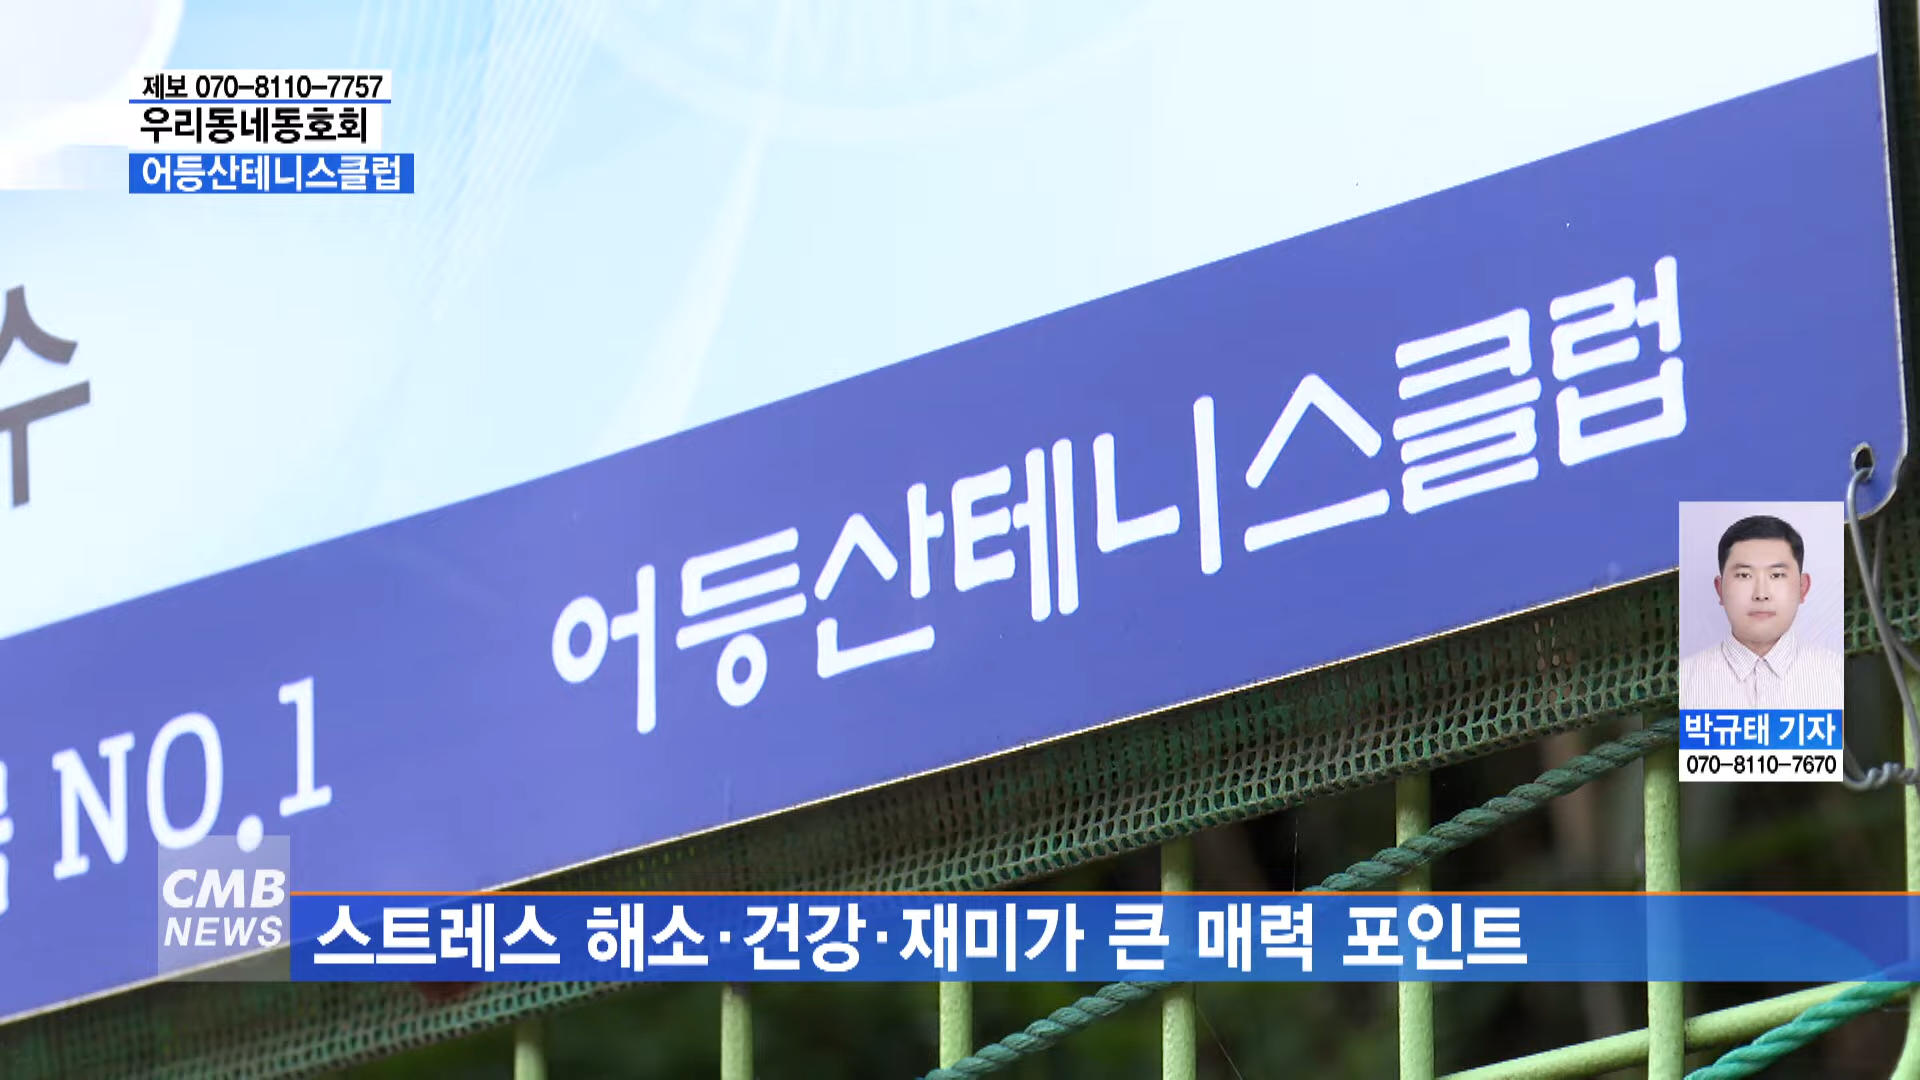 제보 070-8110-7757
우리동네동호회
어등산테니스클럽
수
어등산테니스클럽
NO.1
박규태 기자
070-8110-7670
CMB
NEWS
스트레스 해소·건강·재미가 큰 매력 포인트